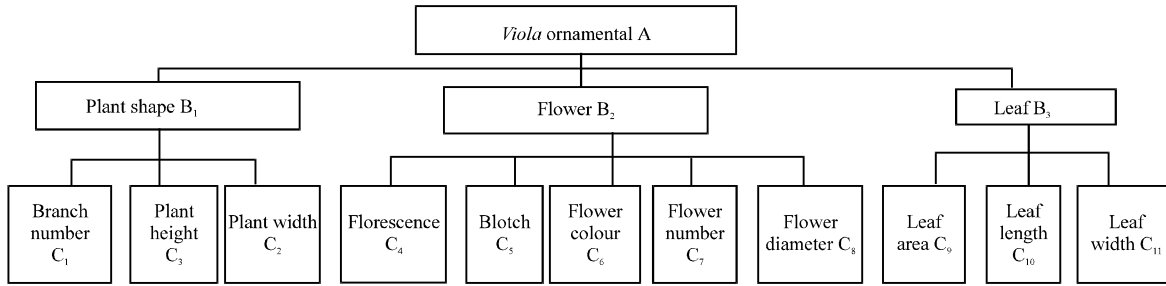 Viola ornamental A
Plant shape B₁
Flower B₂
Leaf B₃
Branch
number
C₁
Plant
height
C₃
Plant width
C₂
Florescence
C₄
Blotch
C₅
Flower
colour
C₆
Flower
number
C₇
Flower
diameter C₈
Leaf
area C₉
Leaf
length
C₁₀
Leaf
width C₁₁